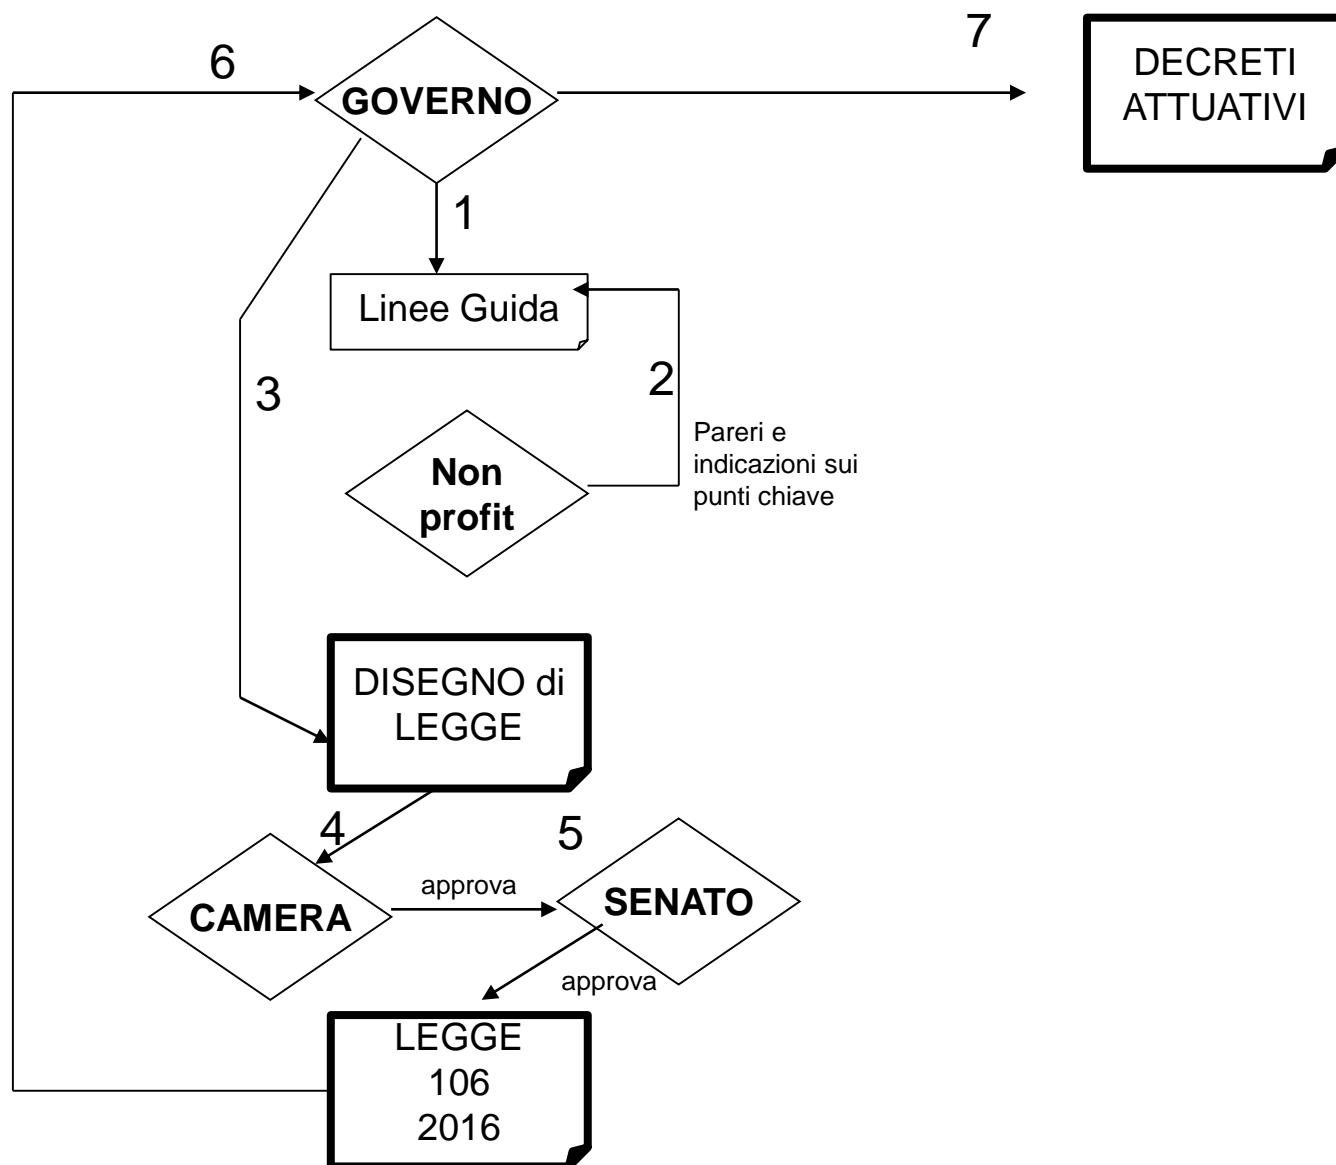 7
DECRETI
ATTUATIVI
6
GOVERNO
1
Linee Guida
2
3
Pareri e
indicazioni sui
punti chiave
Non
profit
DISEGNO di
LEGGE
4
5
approva
CAMERA
SENATO
approva
LEGGE
106
2016